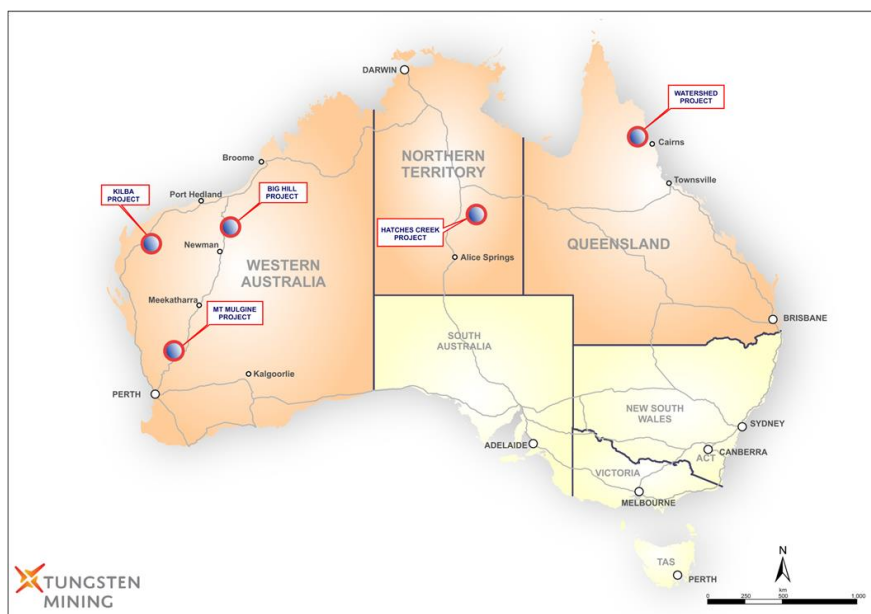 DARWIN
WATERSHED
PROJECT
Cairns
Broome
NORTHERN
TERRITORY
Townsville
KILBA
PROJECT
Port Hedland
BIG HILL
PROJECT
HATCHES CREEK
PROJECT
Newman
QUEENSLAND
WESTERN
AUSTRALIA
Alice Springs
Meekatharra
MT MULGINE
PROJECT
BRISBANE
SOUTH
AUSTRALIA
Kalgoorlie
PERTH
NEW SOUTH
WALES
SYDNEY
ADELAIDE
CANBERRA
ACT
VICTORIA
MELBOURNE
TAS
PERTH
N
km
0 250 500 1,000
TUNGSTEN
MINING